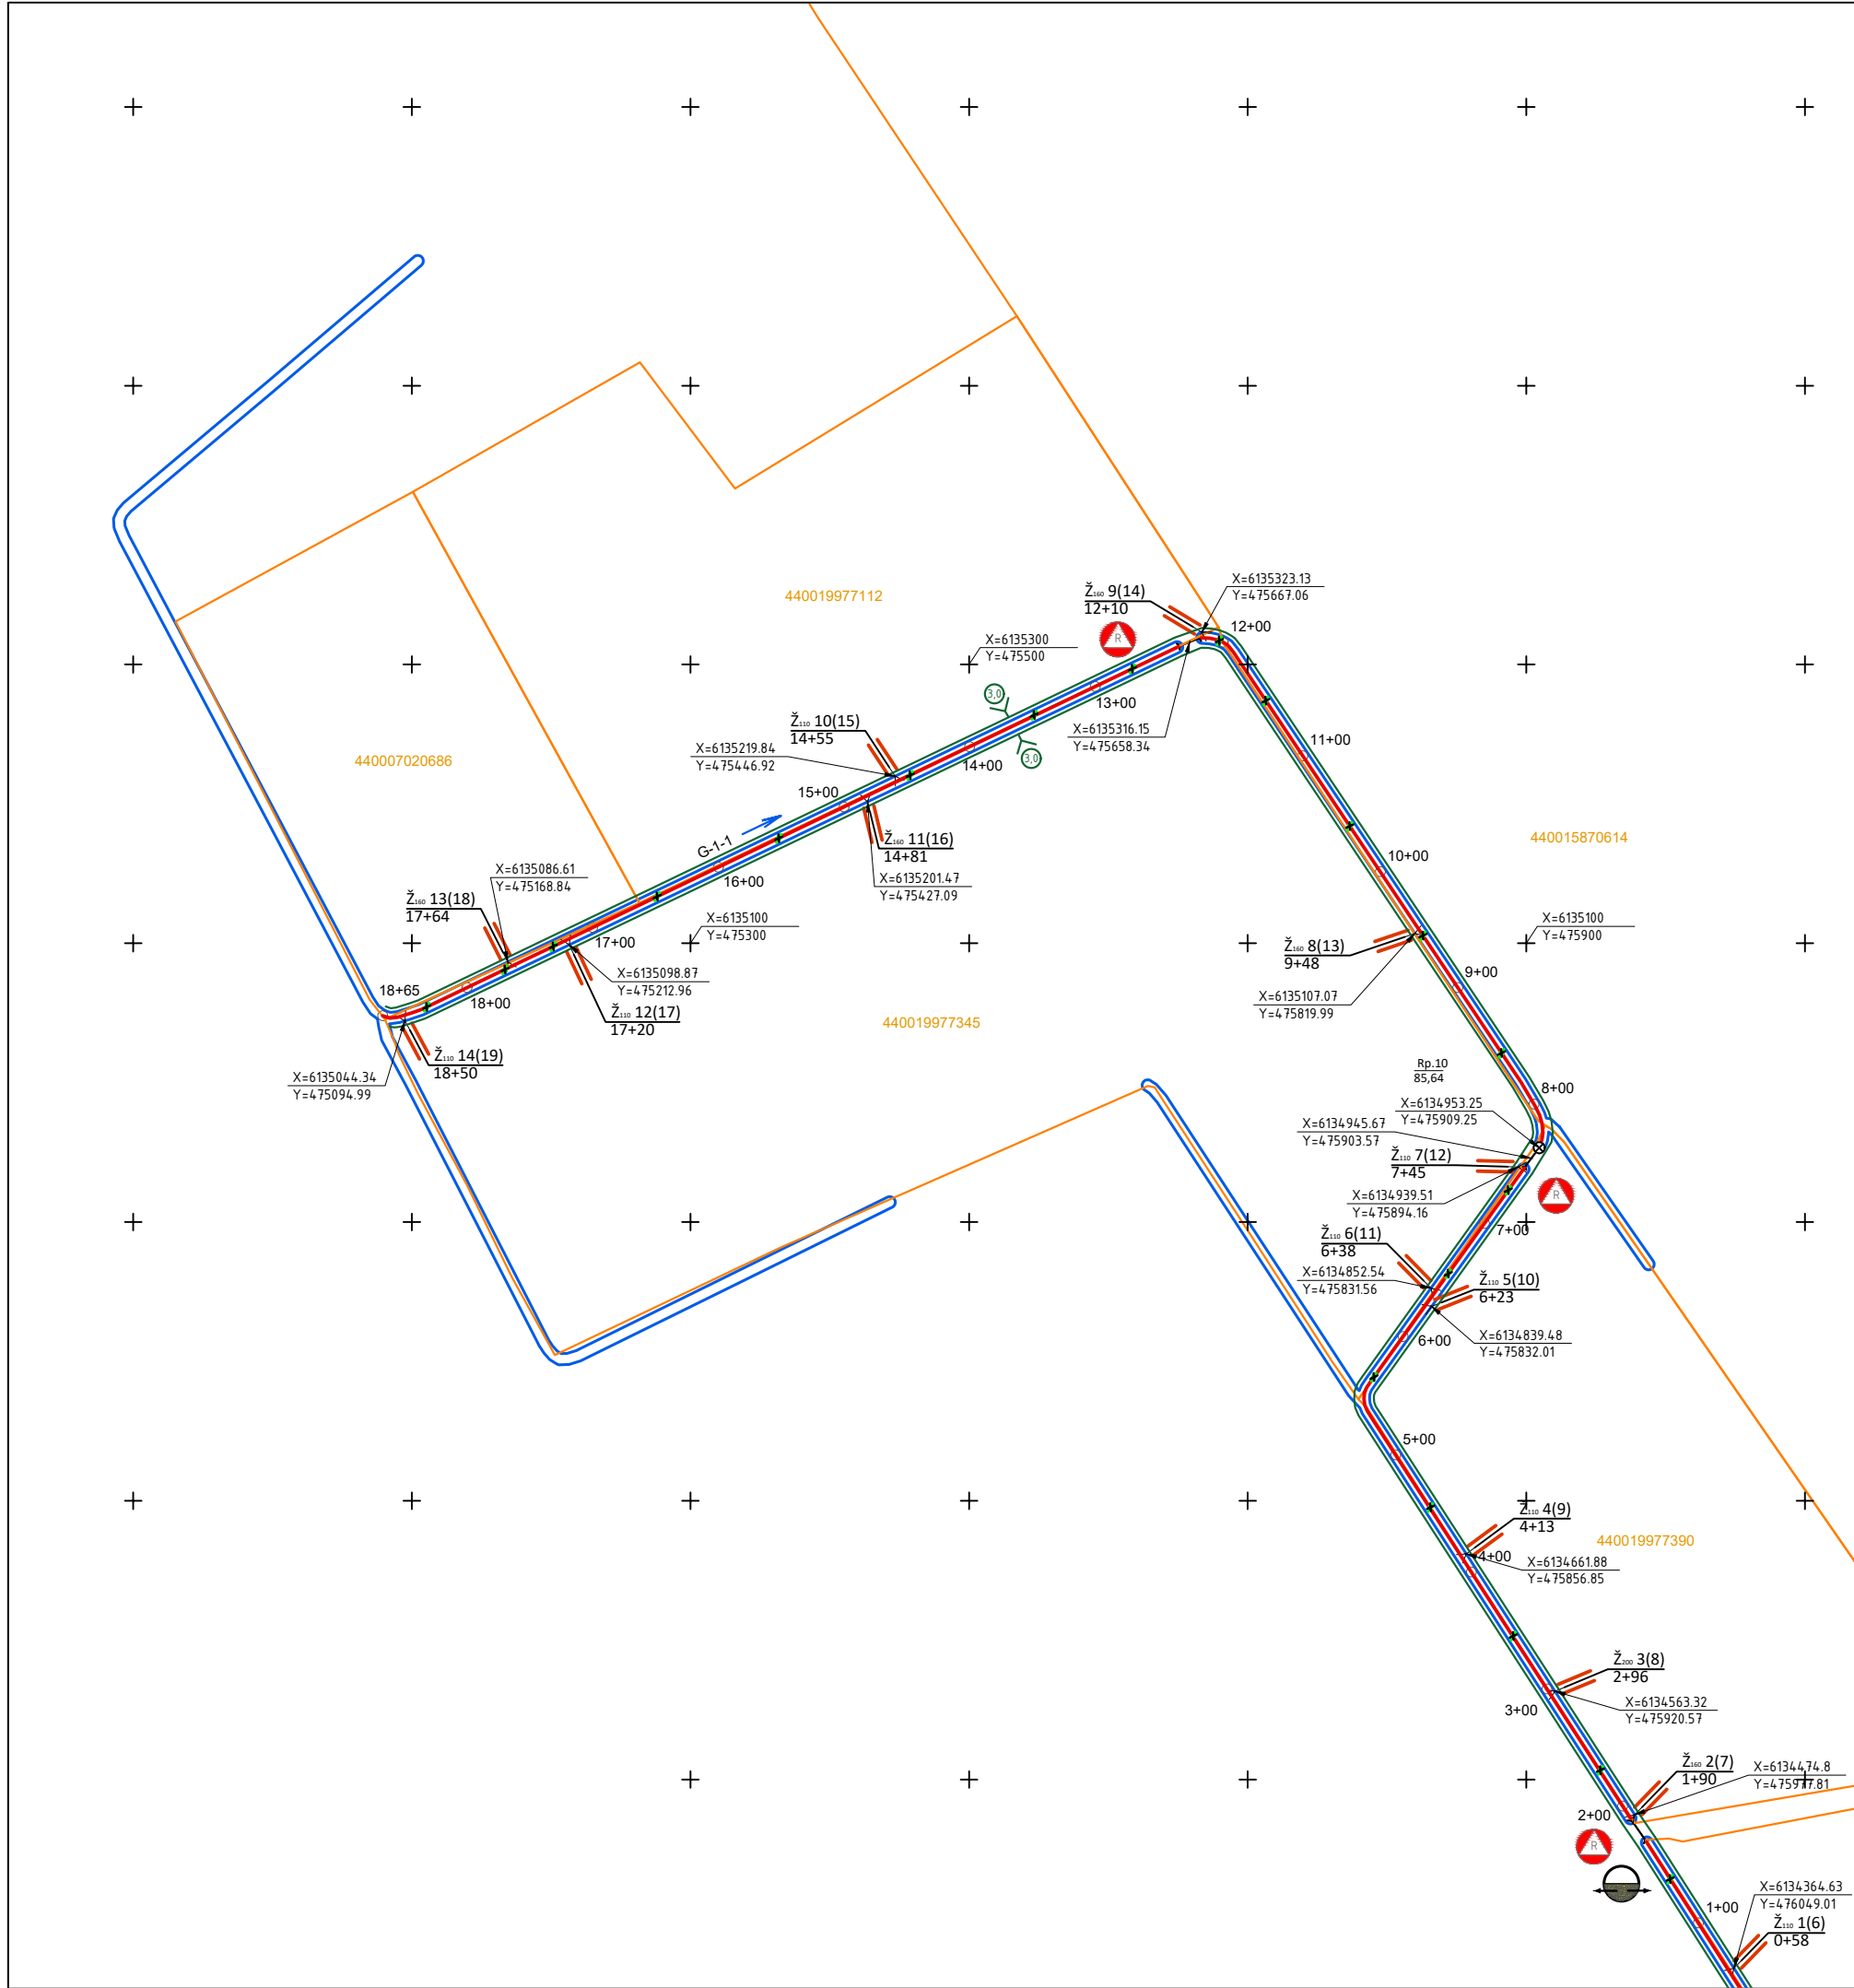 X=6135323.13
Y=475667.06
Ž₁₆₀ 9(14)
12+10
440019977112
12+00
R
X=6135300
Y=475500
3,0
13+00
Ž₁₁₀ 10(15)
14+55
X=6135316.15
Y=475658.34
11+00
X=6135219.84
Y=475446.92
14+00
3,0
440007020686
15+00
440015870614
G-1-1
Ž₁₆₀ 11(16)
14+81
10+00
16+00
X=6135086.61
Y=475168.84
X=6135201.47
Y=475427.09
Ž₁₆₀ 13(18)
17+64
X=6135100
Y=475300
X=6135100
Y=475900
17+00
Ž₁₆₀ 8(13)
9+48
9+00
X=6135098.87
Y=475212.96
18+65
18+00
X=6135107.07
Y=475819.99
Ž₁₁₀ 12(17)
17+20
440019977345
Ž₁₁₀ 14(19)
18+50
Rp.10
85,64
X=6135044.34
Y=475094.99
8+00
X=6134953.25
Y=475909.25
X=6134945.67
Y=475903.57
Ž₁₁₀ 7(12)
7+45
R
X=6134939.51
Y=475894.16
7+00
Ž₁₁₀ 6(11)
6+38
X=6134852.54
Y=475831.56
Ž₁₁₀ 5(10)
6+23
6+00
X=6134839.48
Y=475832.01
5+00
Ž₁₁₀ 4(9)
4+13
440019977390
4+00
X=6134661.88
Y=475856.85
Ž₂₀₀ 3(8)
2+96
3+00
X=6134563.32
Y=475920.57
Ž₁₆₀ 2(7)
1+90
X=6134474.8
Y=475977.81
2+00
R
X=6134364.63
Y=476049.01
1+00
Ž₁₁₀ 1(6)
0+58